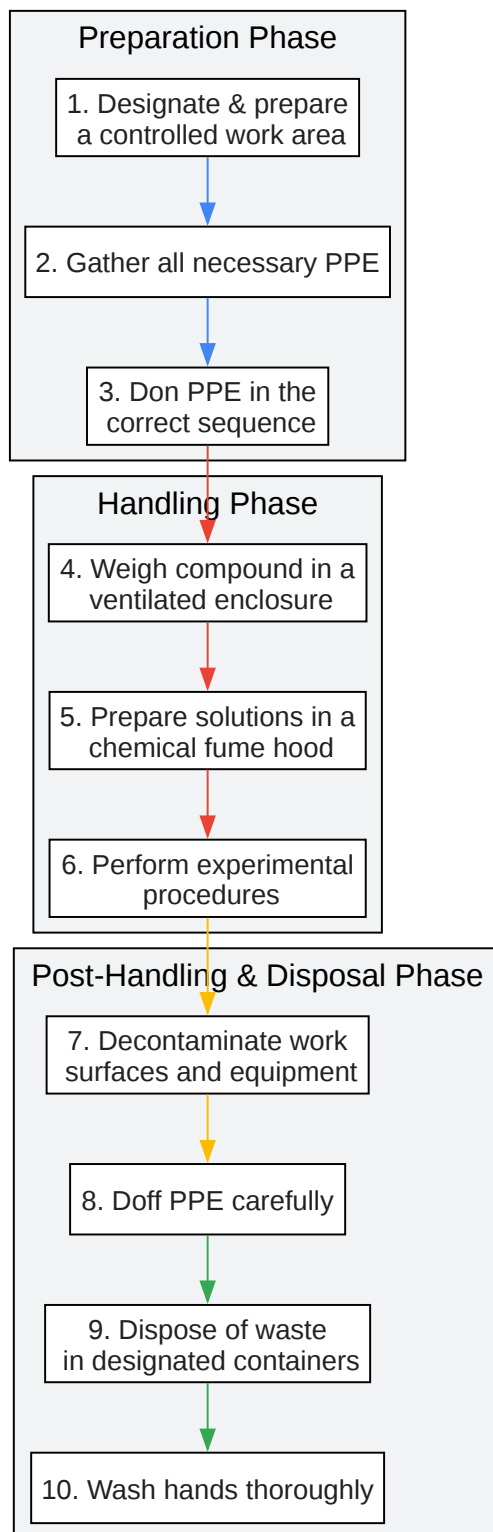 Preparation Phase
1. Designate & prepare
a controlled work area
2. Gather all necessary PPE
3. Don PPE in the
correct sequence
Handling Phase
4. Weigh compound in a
ventilated enclosure
5. Prepare solutions in a
chemical fume hood
6. Perform experimental
procedures
Post-Handling & Disposal Phase
7. Decontaminate work
surfaces and equipment
8. Doff PPE carefully
9. Dispose of waste
in designated containers
10. Wash hands thoroughly